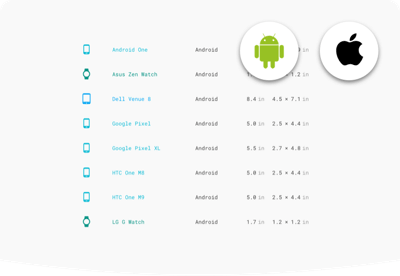 Android One Android
Asus Zen Watch Android 1.2 in
Dell Venue 8 Android 8.4 in 4.5 × 7.1 in
Google Pixel Android 5.0 in 2.5 × 4.4 in
Google Pixel XL Android 5.5 in 2.7 × 4.8 in
HTC One M8 Android 5.0 in 2.5 × 4.4 in
HTC One M9 Android 5.0 in 2.5 × 4.4 in
LG G Watch Android 1.7 in 1.2 × 1.2 in